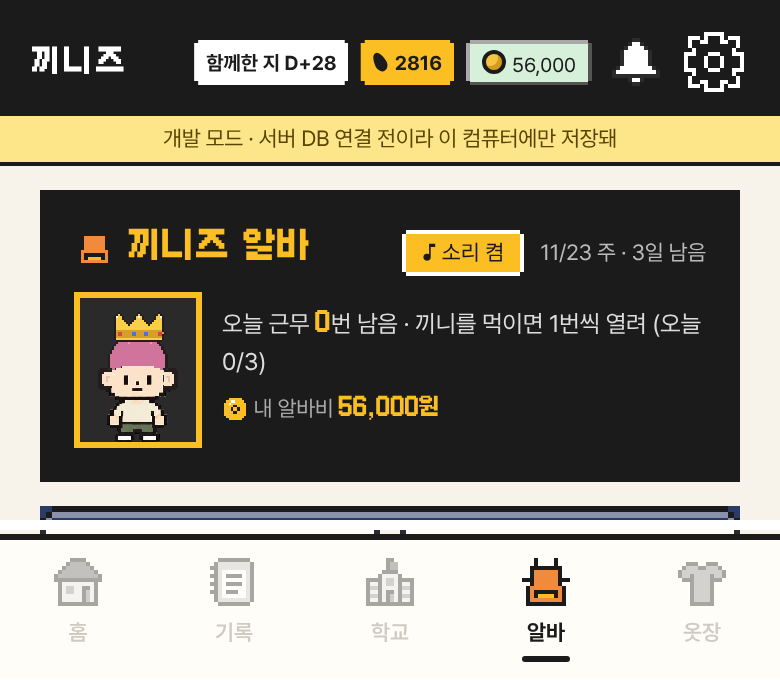 끼니즈
함께한 지 D+28
2816
56,000
개발 모드 · 서버 DB 연결 전이라 이 컴퓨터에만 저장돼
끼니즈 알바
소리 켬
11/23 주 · 3일 남음
오늘 근무 0번 남음 · 끼니를 먹이면 1번씩 열려 (오늘
0/3)
내 알바비 56,000원
홈
기록
학교
알바
옷장